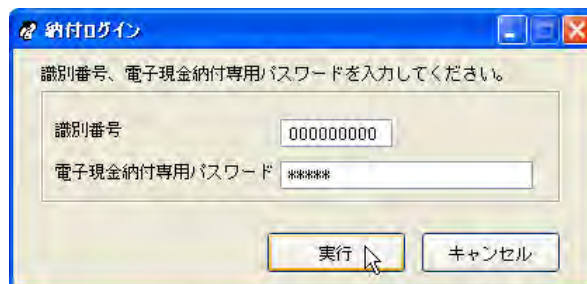 納付ログイン
識別番号、電子現金納付専用パスワードを入力してください。
識別番号 000000000
電子現金納付専用パスワード *****
実行 キャンセル